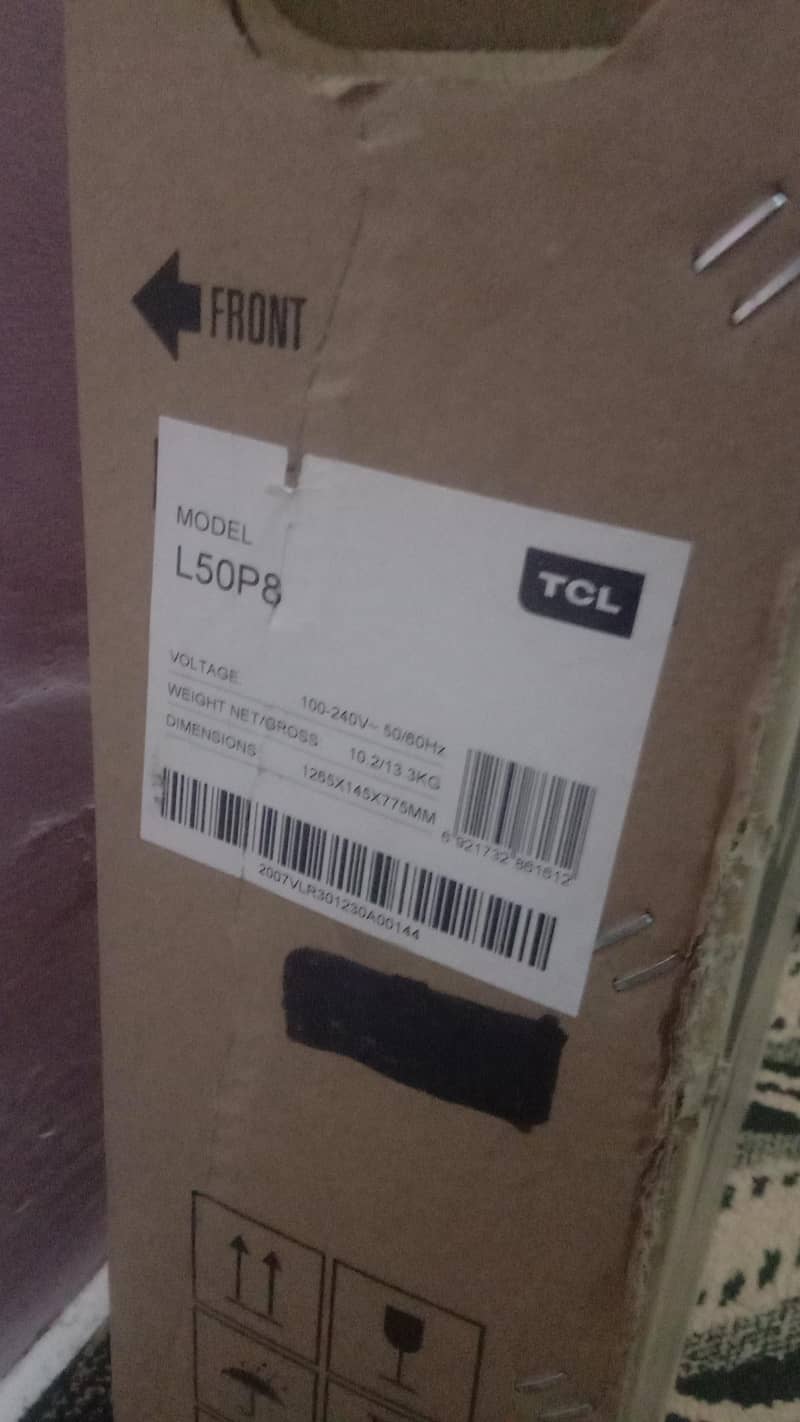 FRONT
MODEL
L50P8
TCL
VOLTAGE 100-240V~ 50/60Hz
WEIGHT NET/GROSS 10.2/13.3KG
DIMENSIONS 1265X145X775MM
6 921732 861612
2007VLR301230A00144